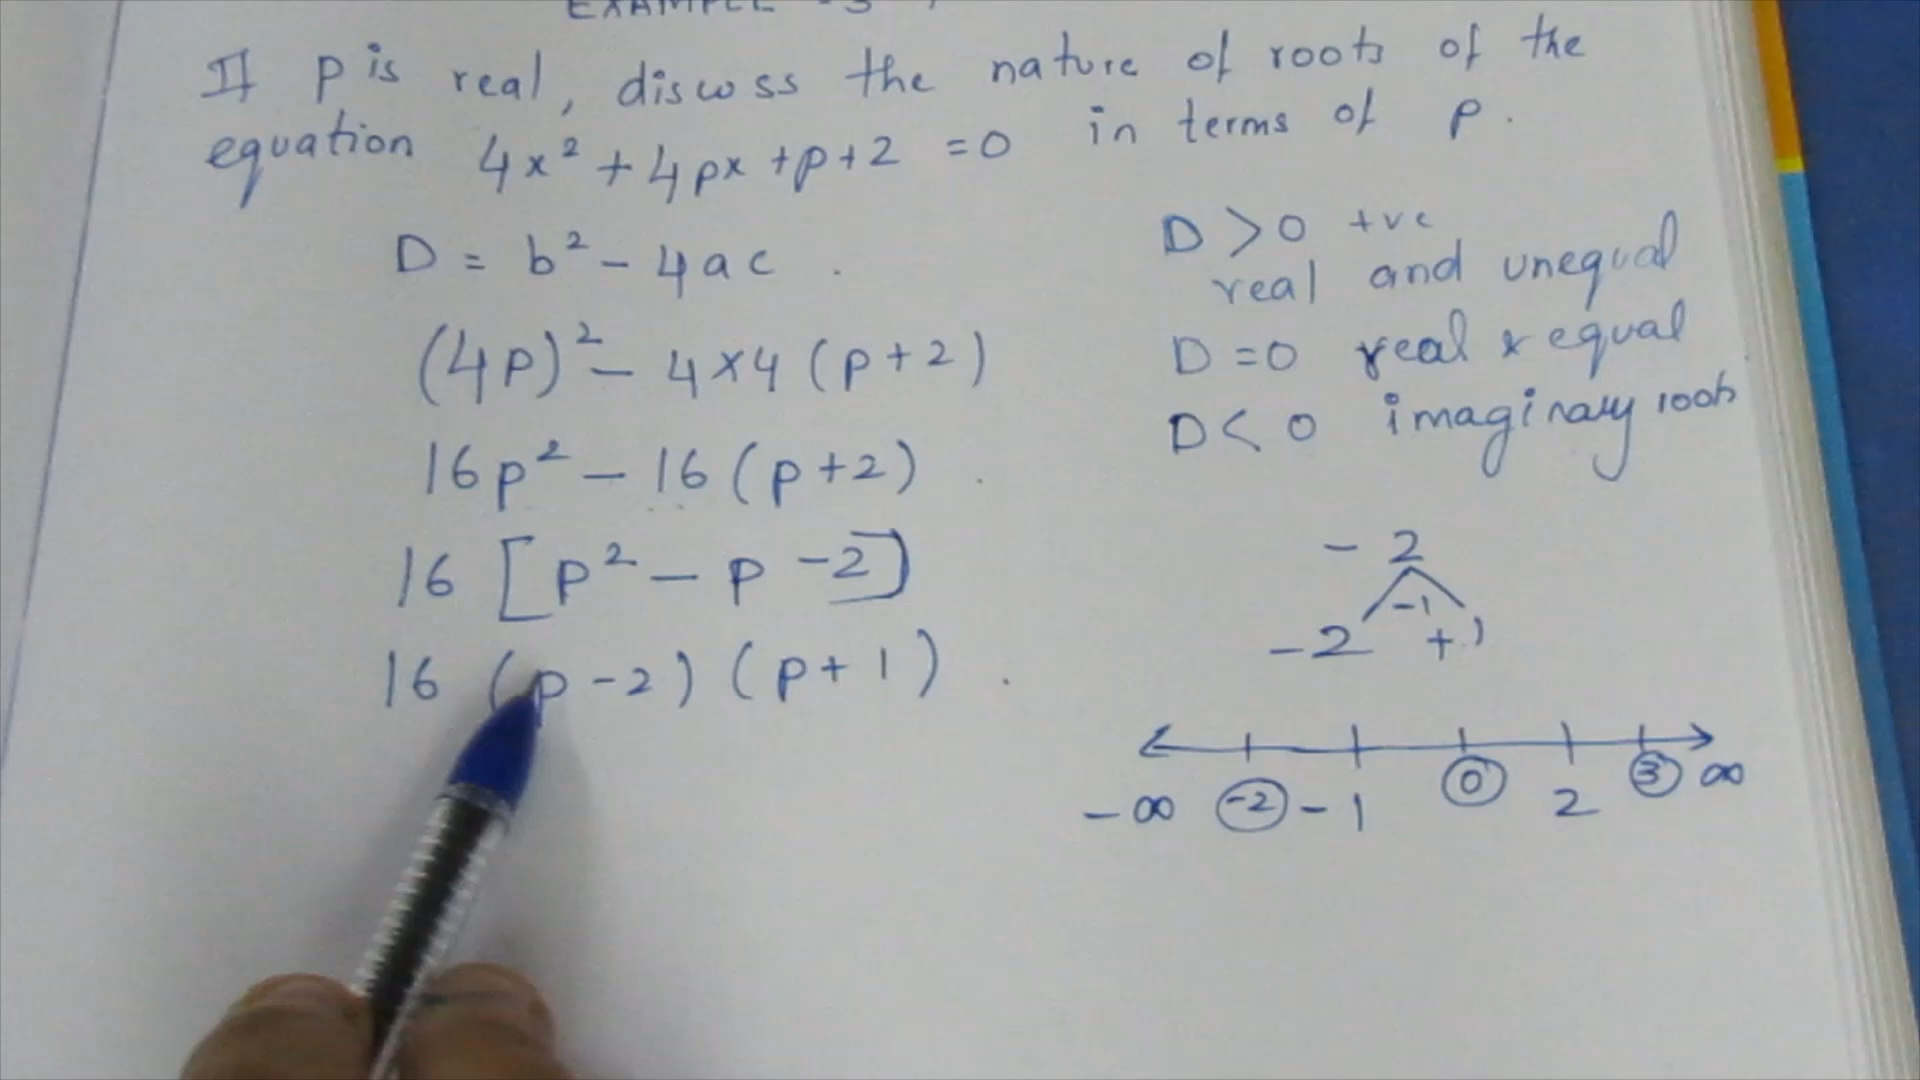 EXAMPLE - 3
If p is real, discuss the nature of roots of the
equation 4x² + 4px + p + 2 = 0 in terms of p.
D = b² - 4ac .
(4p)² - 4×4 (p+2)
16p² - 16 (p+2)
16 [p² - p - 2]
16 (p-2) (p+1)
D > 0 +ve
real and unequal
D = 0 real & equal
D < 0 imaginary roots
- 2
-1
-2 +1
-∞ -2 -1 0 2 3 ∞